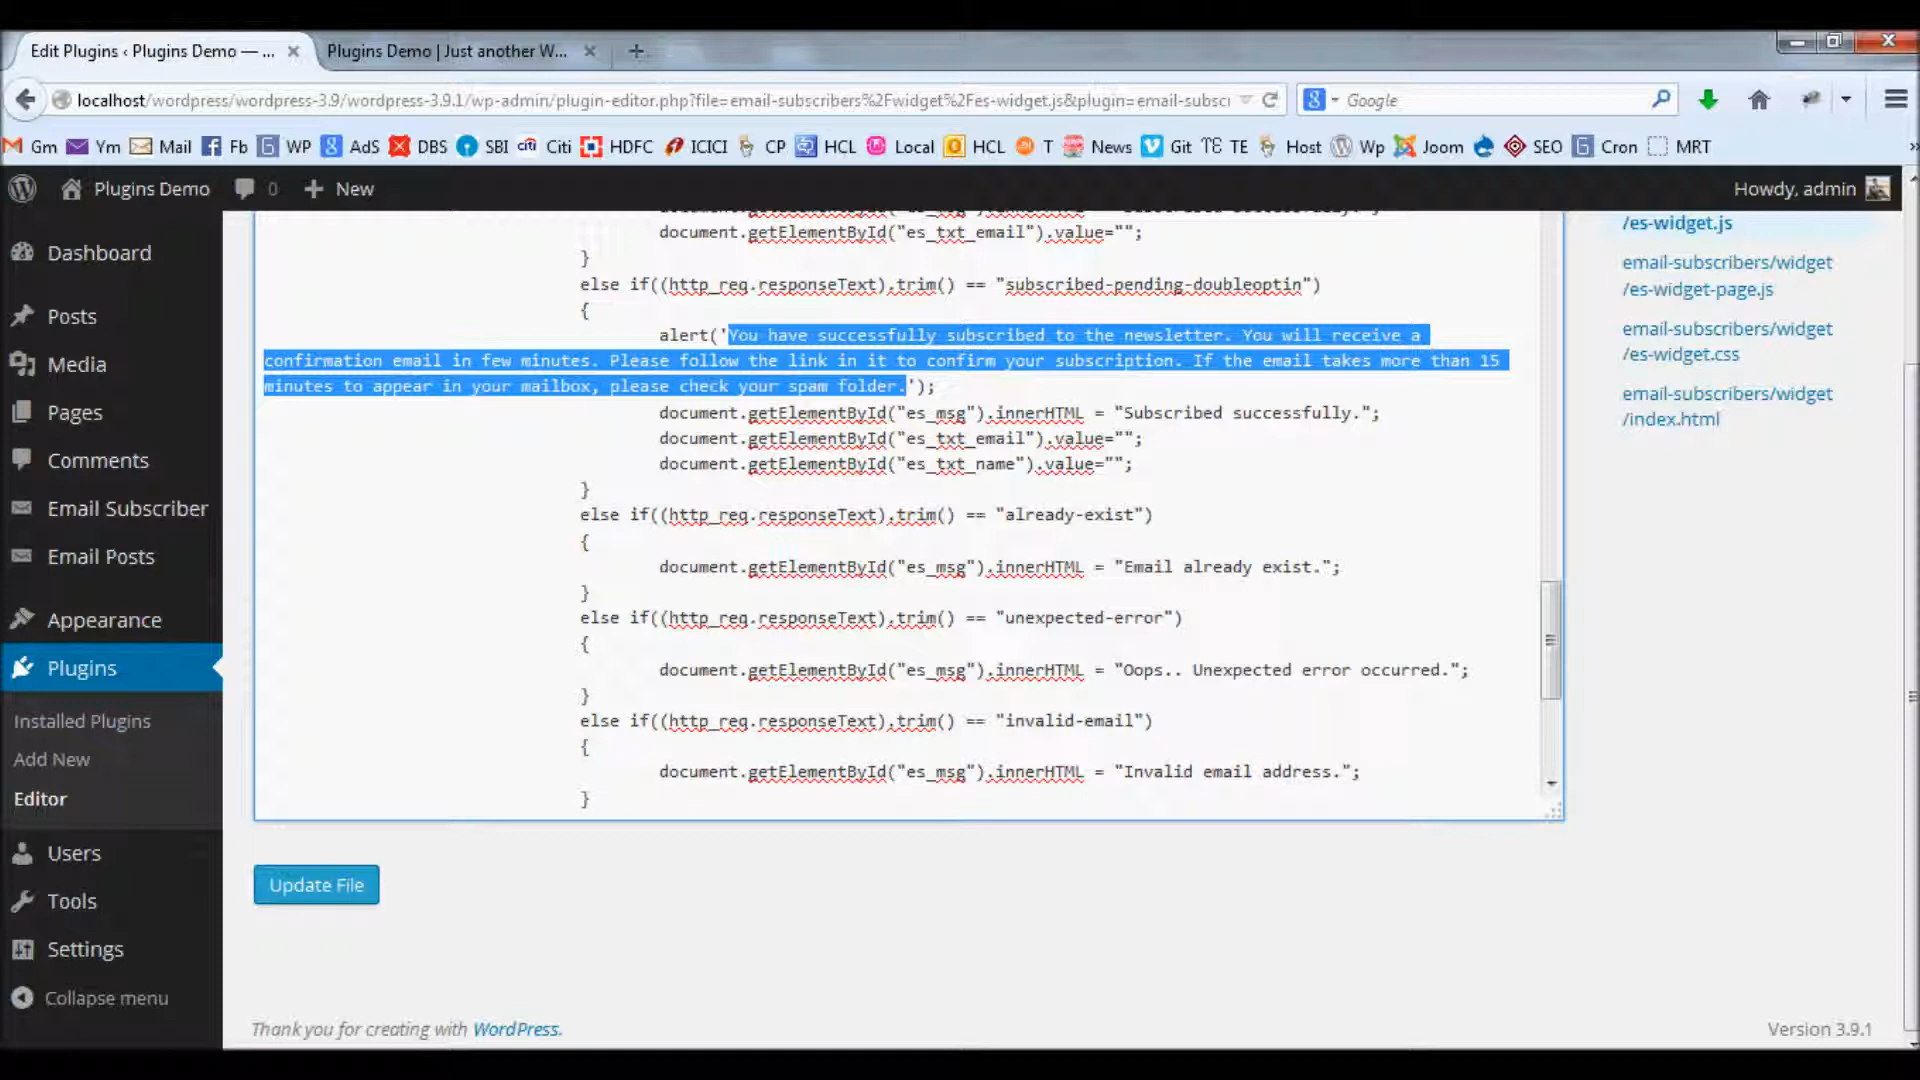 Edit Plugins ‹ Plugins Demo — ...
Plugins Demo | Just another W...
localhost/wordpress/wordpress-3.9/wordpress-3.9.1/wp-admin/plugin-editor.php?file=email-subscribers%2Fwidget%2Fes-widget.js&plugin=email-subsc
Google
Gm Ym Mail Fb WP AdS DBS SBI Citi HDFC ICICI CP HCL Local HCL T News Git TE Host Wp Joom SEO Cron MRT
Plugins Demo 0 New
Howdy, admin
Dashboard
Posts
Media
Pages
Comments
Email Subscriber
Email Posts
Appearance
Plugins
Installed Plugins
Add New
Editor
Users
Tools
Settings
Collapse menu
document.getElementById("es_txt_email").value="";
}
else if((http_req.responseText).trim() == "subscribed-pending-doubleoptin")
{
alert('You have successfully subscribed to the newsletter. You will receive a
confirmation email in few minutes. Please follow the link in it to confirm your subscription. If the email takes more than 15
minutes to appear in your mailbox, please check your spam folder.');
document.getElementById("es_msg").innerHTML = "Subscribed successfully.";
document.getElementById("es_txt_email").value="";
document.getElementById("es_txt_name").value="";
}
else if((http_req.responseText).trim() == "already-exist")
{
document.getElementById("es_msg").innerHTML = "Email already exist.";
}
else if((http_req.responseText).trim() == "unexpected-error")
{
document.getElementById("es_msg").innerHTML = "Oops.. Unexpected error occurred.";
}
else if((http_req.responseText).trim() == "invalid-email")
{
document.getElementById("es_msg").innerHTML = "Invalid email address.";
}
/es-widget.js
email-subscribers/widget
/es-widget-page.js
email-subscribers/widget
/es-widget.css
email-subscribers/widget
/index.html
Update File
Thank you for creating with WordPress.
Version 3.9.1